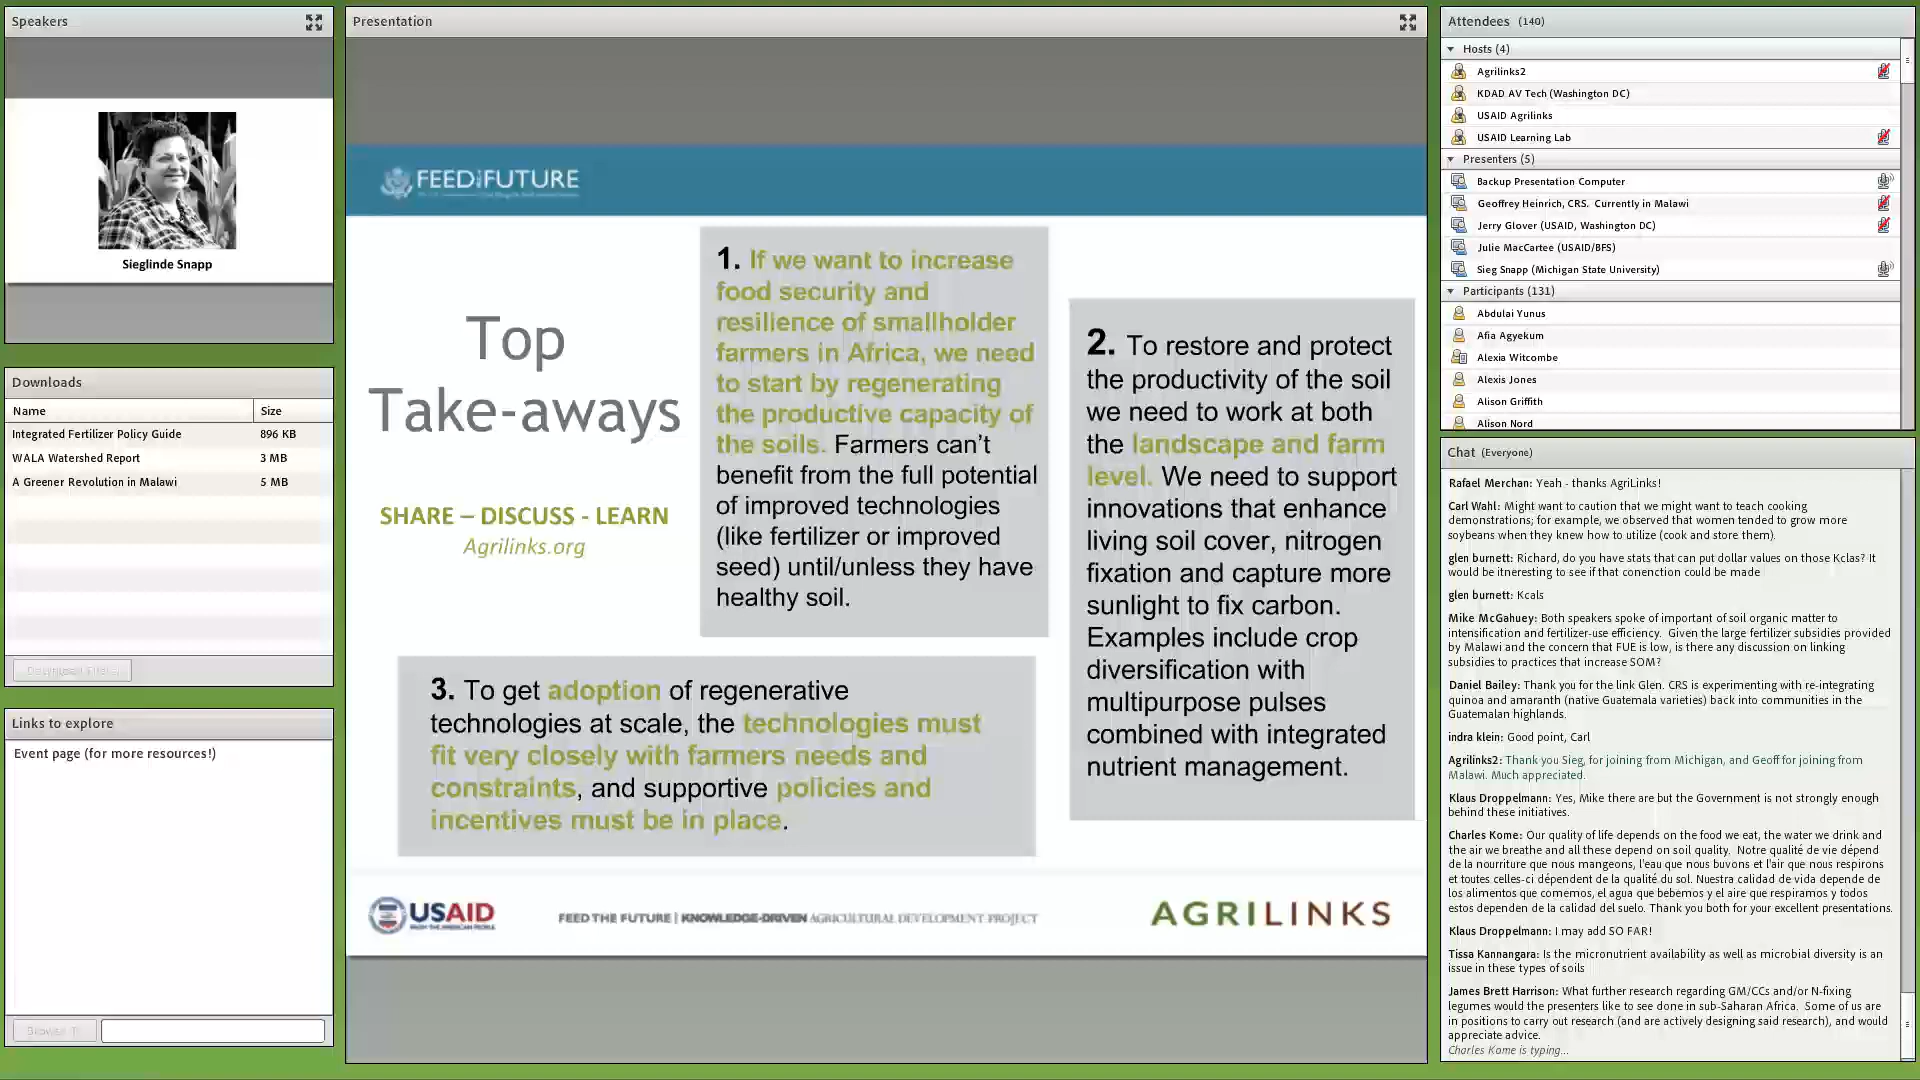 Speakers
Sieglinde Snapp
Downloads
Name Size
Integrated Fertilizer Policy Guide 896 KB
WALA Watershed Report 3 MB
A Greener Revolution in Malawi 5 MB
Links to explore
Event page (for more resources!)
Presentation
FEED THE FUTURE
Top
Take-aways
SHARE – DISCUSS - LEARN
Agrilinks.org
1. If we want to increase
food security and
resilience of smallholder
farmers in Africa, we need
to start by regenerating
the productive capacity of
the soils. Farmers can’t
benefit from the full potential
of improved technologies
(like fertilizer or improved
seed) until/unless they have
healthy soil.
2. To restore and protect
the productivity of the soil
we need to work at both
the landscape and farm
level. We need to support
innovations that enhance
living soil cover, nitrogen
fixation and capture more
sunlight to fix carbon.
Examples include crop
diversification with
multipurpose pulses
combined with integrated
nutrient management.
3. To get adoption of regenerative
technologies at scale, the technologies must
fit very closely with farmers needs and
constraints, and supportive policies and
incentives must be in place.
USAID
FROM THE AMERICAN PEOPLE
FEED THE FUTURE | KNOWLEDGE-DRIVEN AGRICULTURAL DEVELOPMENT PROJECT
AGRILINKS
Attendees (140)
Hosts (4)
Agrilinks2
KDAD AV Tech (Washington DC)
USAID Agrilinks
USAID Learning Lab
Presenters (5)
Backup Presentation Computer
Geoffrey Heinrich, CRS. Currently in Malawi
Jerry Glover (USAID, Washington DC)
Julie MacCartee (USAID/BFS)
Sieg Snapp (Michigan State University)
Participants (131)
Abdulai Yunus
Afia Agyekum
Alexia Witcombe
Alexis Jones
Alison Griffith
Alison Nord
Chat (Everyone)
Rafael Merchan: Yeah - thanks AgriLinks!
Carl Wahl: Might want to caution that we might want to teach cooking
demonstrations; for example, we observed that women tended to grow more
soybeans when they knew how to utilize (cook and store them).
glen burnett: Richard, do you have stats that can put dollar values on those Kclas? It
would be itneresting to see if that conenction could be made
glen burnett: Kcals
Mike McGahuey: Both speakers spoke of important of soil organic matter to
intensification and fertilizer-use efficiency. Given the large fertilizer subsidies provided
by Malawi and the concern that FUE is low, is there any discussion on linking
subsidies to practices that increase SOM?
Daniel Bailey: Thank you for the link Glen. CRS is experimenting with re-integrating
quinoa and amaranth (native Guatemala varieties) back into communities in the
Guatemalan highlands.
indra klein: Good point, Carl
Agrilinks2: Thank you Sieg, for joining from Michigan, and Geoff for joining from
Malawi. Much appreciated.
Klaus Droppelmann: Yes, Mike there are but the Government is not strongly enough
behind these initiatives.
Charles Kome: Our quality of life depends on the food we eat, the water we drink and
the air we breathe and all these depend on soil quality. Notre qualité de vie dépend
de la nourriture que nous mangeons, l'eau que nous buvons et l'air que nous respirons
et toutes celles-ci dépendent de la qualité du sol. Nuestra calidad de vida depende de
los alimentos que comemos, el agua que bebemos y el aire que respiramos y todos
estos dependen de la calidad del suelo. Thank you both for your excellent presentations.
Klaus Droppelmann: I may add SO FAR!
Tissa Kannangara: Is the micronutrient availability as well as microbial diversity is an
issue in these types of soils
James Brett Harrison: What further research regarding GM/CCs and/or N-fixing
legumes would the presenters like to see done in sub-Saharan Africa. Some of us are
in positions to carry out research (and are actively designing said research), and would
appreciate advice.
Charles Kome is typing...